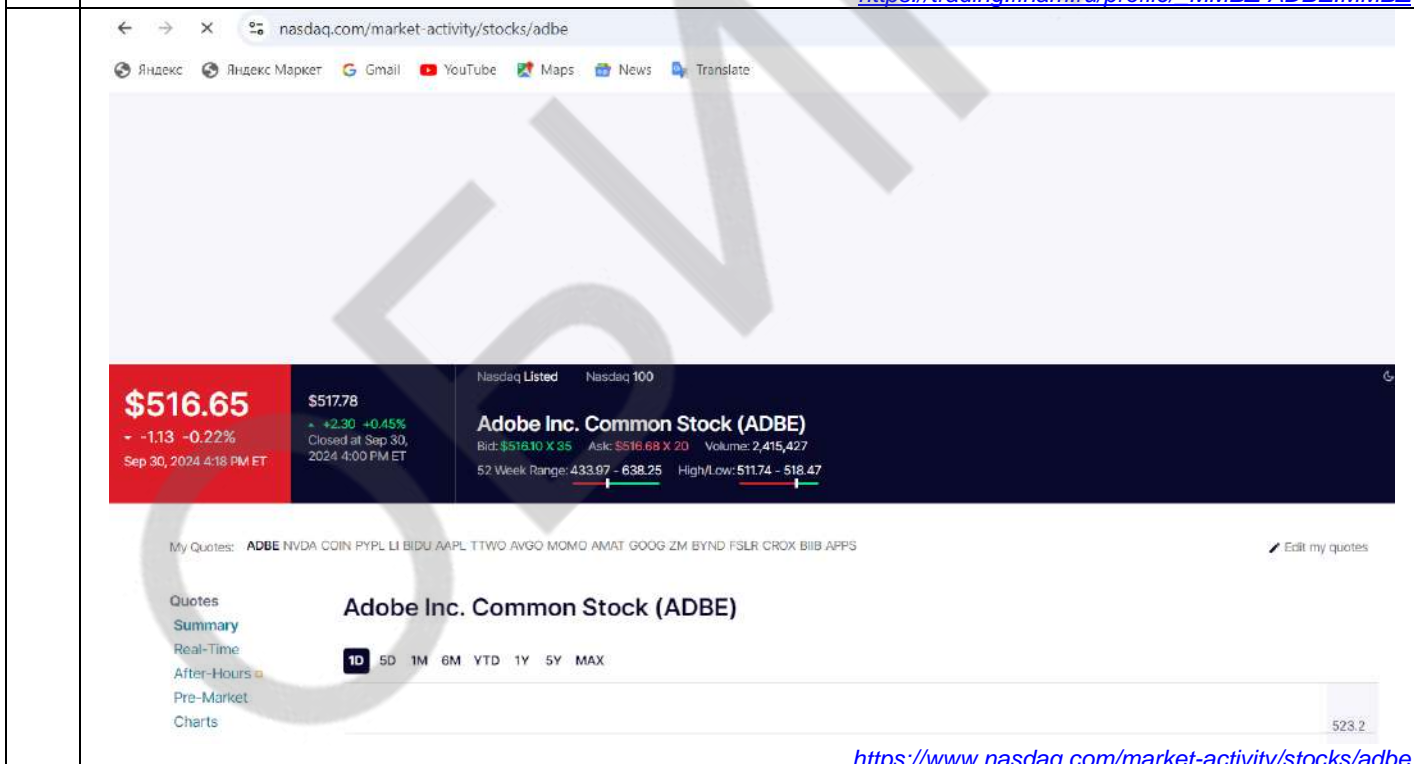 nasdaq.com/market-activity/stocks/adbe
Яндекс Яндекс Маркет Gmail YouTube Maps News Translate
Nasdaq Listed Nasdaq 100
$516.65 $517.78
-1.13 -0.22% +2.30 +0.45%
Sep 30, 2024 4:18 PM ET Closed at Sep 30,
2024 4:00 PM ET
Adobe Inc. Common Stock (ADBE)
Bid: $516.10 X 35 Ask: $516.68 X 20 Volume: 2,415,427
52 Week Range: 433.97 - 638.25 High/Low: 511.74 - 518.47
My Quotes: ADBE NVDA COIN PYPL LI BIDU AAPL TTWO AVGO MOMO AMAT GOOG ZM BYND FSLR CROX BIIB APPS Edit my quotes
Quotes
Summary
Real-Time
After-Hours
Pre-Market
Charts
Adobe Inc. Common Stock (ADBE)
1D 5D 1M 6M YTD 1Y 5Y MAX
523.2
https://www.nasdaq.com/market-activity/stocks/adbe